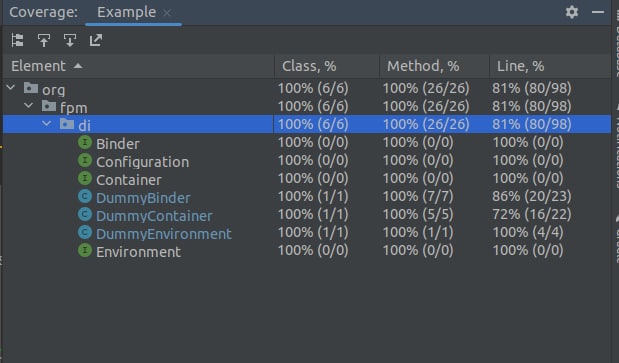 Coverage: Example ×
Element Class, % Method, % Line, %
org 100% (6/6) 100% (26/26) 81% (80/98)
fpm 100% (6/6) 100% (26/26) 81% (80/98)
di 100% (6/6) 100% (26/26) 81% (80/98)
I Binder 100% (0/0) 100% (0/0) 100% (0/0)
I Configuration 100% (0/0) 100% (0/0) 100% (0/0)
I Container 100% (0/0) 100% (0/0) 100% (0/0)
C DummyBinder 100% (1/1) 100% (7/7) 86% (20/23)
C DummyContainer 100% (1/1) 100% (5/5) 72% (16/22)
C DummyEnvironment 100% (1/1) 100% (1/1) 100% (4/4)
I Environment 100% (0/0) 100% (0/0) 100% (0/0)